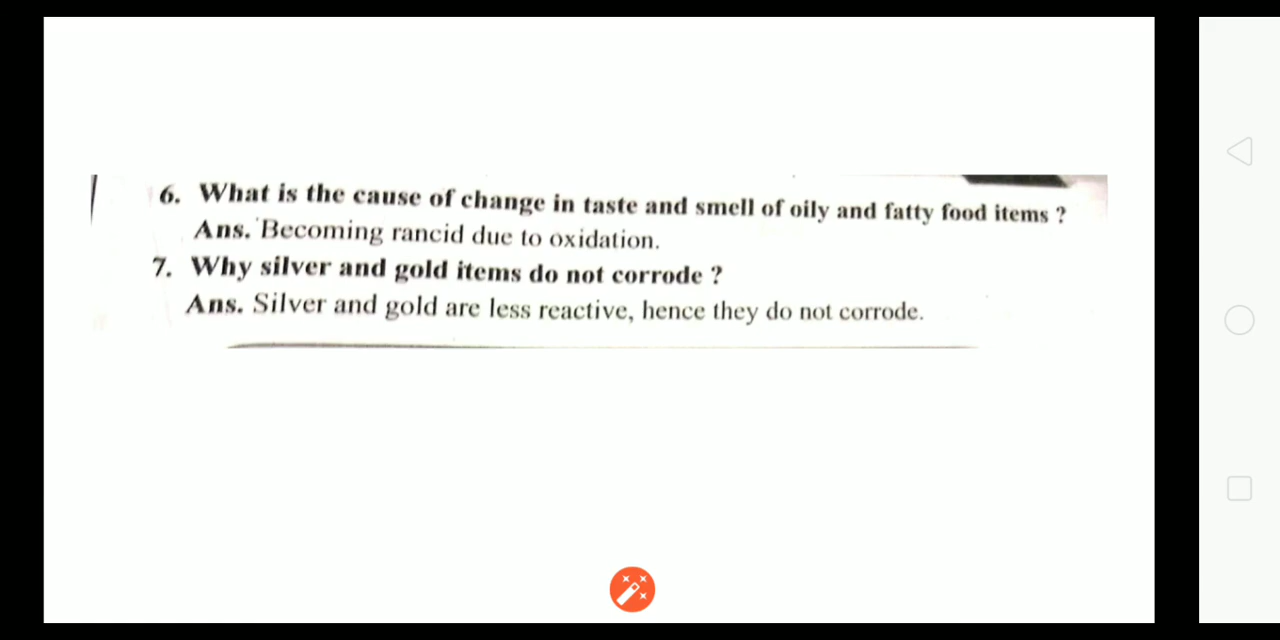 6. What is the cause of change in taste and smell of oily and fatty food items ?
Ans. Becoming rancid due to oxidation.
7. Why silver and gold items do not corrode ?
Ans. Silver and gold are less reactive, hence they do not corrode.